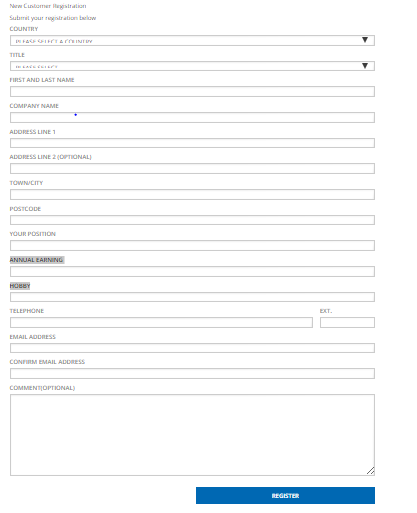 New Customer Registration
Submit your registration below
COUNTRY
PLEASE SELECT A COUNTRY
TITLE
PLEASE SELECT
FIRST AND LAST NAME
COMPANY NAME
ADDRESS LINE 1
ADDRESS LINE 2 (OPTIONAL)
TOWN/CITY
POSTCODE
YOUR POSITION
ANNUAL EARNING
HOBBY
TELEPHONE EXT.
EMAIL ADDRESS
CONFIRM EMAIL ADDRESS
COMMENT(OPTIONAL)
REGISTER